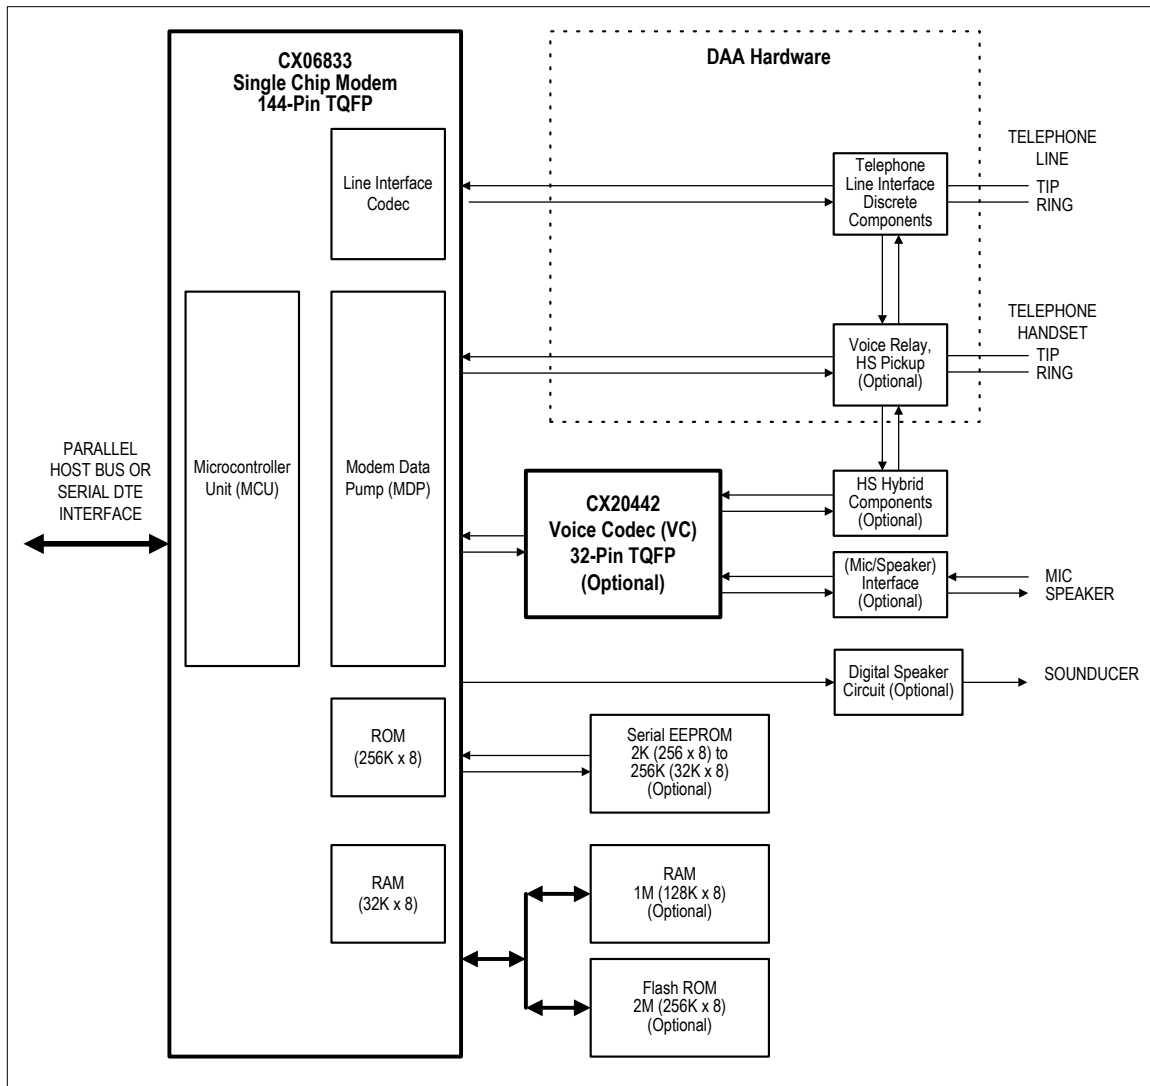 CX06833
Single Chip Modem
144-Pin TQFP
DAA Hardware
Line Interface
Codec
Telephone
Line Interface
Discrete
Components
TELEPHONE
LINE
TIP
RING
Microcontroller
Unit (MCU)
Modem Data
Pump (MDP)
Voice Relay,
HS Pickup
(Optional)
TELEPHONE
HANDSET
TIP
RING
PARALLEL
HOST BUS OR
SERIAL DTE
INTERFACE
CX20442
Voice Codec (VC)
32-Pin TQFP
(Optional)
HS Hybrid
Components
(Optional)
(Mic/Speaker)
Interface
(Optional)
MIC
SPEAKER
Digital Speaker
Circuit (Optional)
SOUNDUCER
ROM
(256K x 8)
Serial EEPROM
2K (256 x 8) to
256K (32K x 8)
(Optional)
RAM
(32K x 8)
RAM
1M (128K x 8)
(Optional)
Flash ROM
2M (256K x 8)
(Optional)